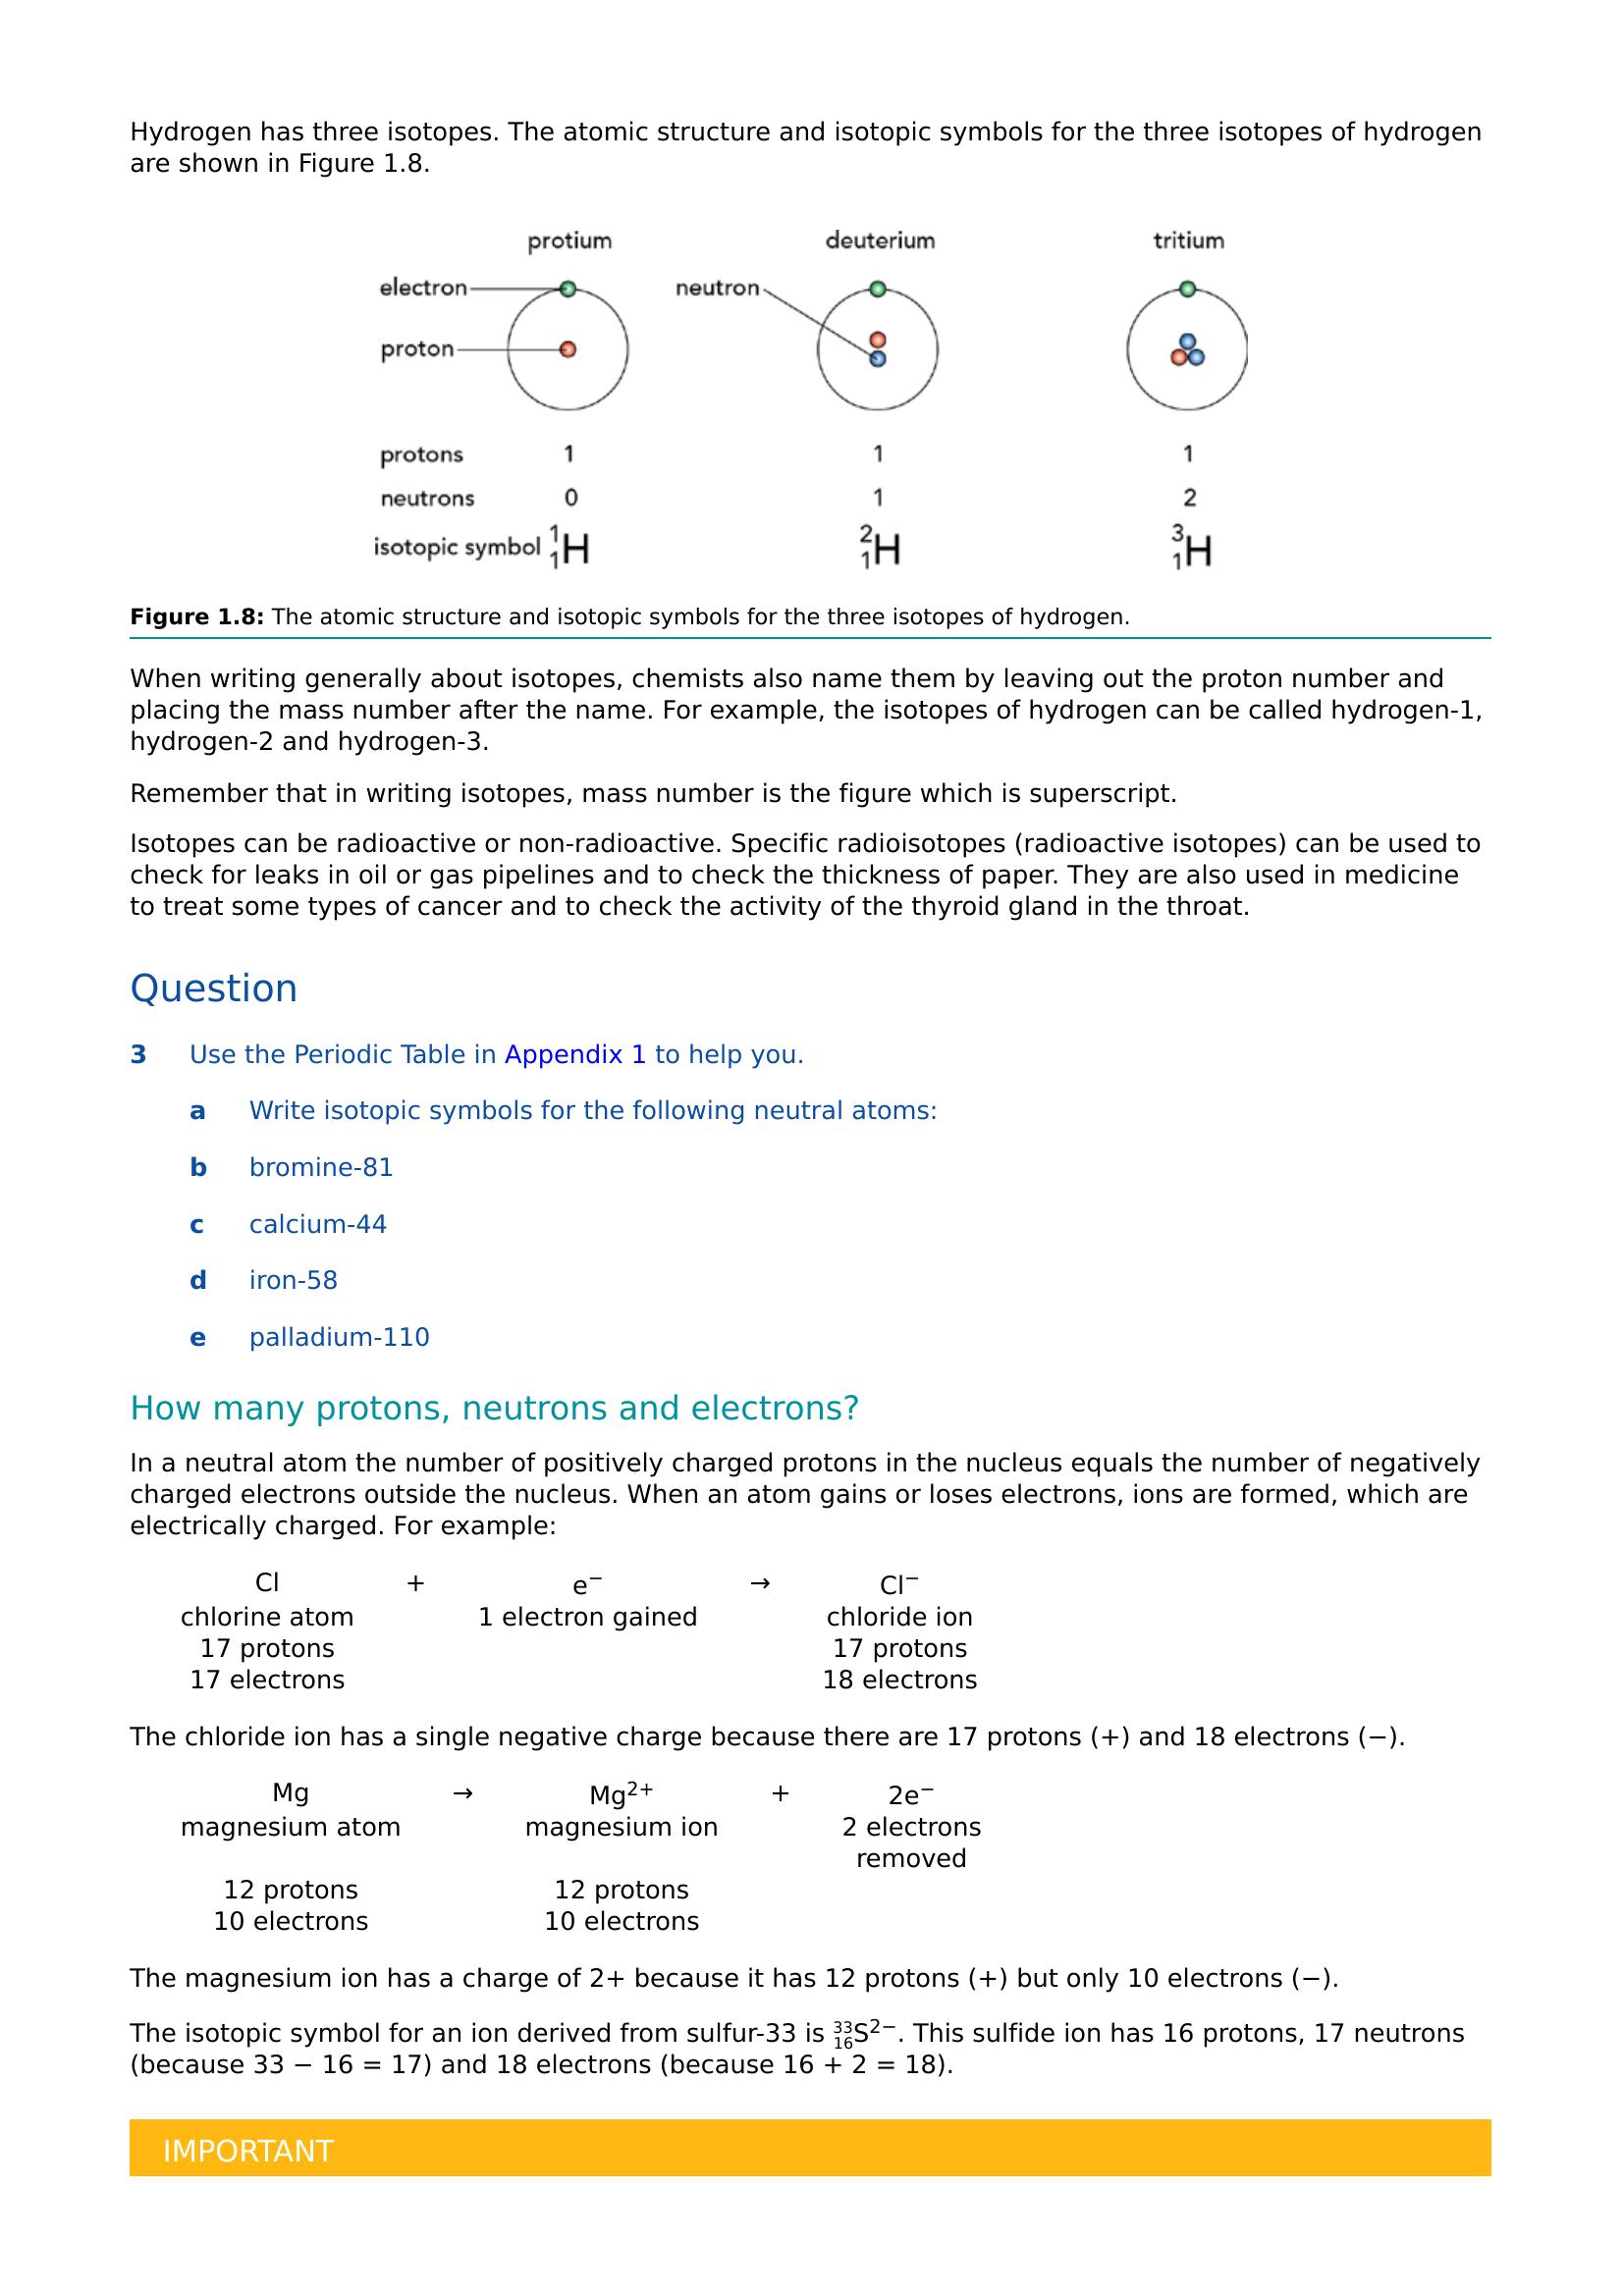 Hydrogen has three isotopes. The atomic structure and isotopic symbols for the three isotopes of hydrogen
are shown in Figure 1.8.
protium deuterium tritium
electron neutron
proton
protons 1 1 1
neutrons 0 1 2
isotopic symbol ¹₁H ²₁H ³₁H
Figure 1.8: The atomic structure and isotopic symbols for the three isotopes of hydrogen.
When writing generally about isotopes, chemists also name them by leaving out the proton number and
placing the mass number after the name. For example, the isotopes of hydrogen can be called hydrogen-1,
hydrogen-2 and hydrogen-3.
Remember that in writing isotopes, mass number is the figure which is superscript.
Isotopes can be radioactive or non-radioactive. Specific radioisotopes (radioactive isotopes) can be used to
check for leaks in oil or gas pipelines and to check the thickness of paper. They are also used in medicine
to treat some types of cancer and to check the activity of the thyroid gland in the throat.
Question
3 Use the Periodic Table in Appendix 1 to help you.
a Write isotopic symbols for the following neutral atoms:
b bromine-81
c calcium-44
d iron-58
e palladium-110
How many protons, neutrons and electrons?
In a neutral atom the number of positively charged protons in the nucleus equals the number of negatively
charged electrons outside the nucleus. When an atom gains or loses electrons, ions are formed, which are
electrically charged. For example:
Cl + e⁻ → Cl⁻
chlorine atom 1 electron gained chloride ion
17 protons 17 protons
17 electrons 18 electrons
The chloride ion has a single negative charge because there are 17 protons (+) and 18 electrons (−).
Mg → Mg²⁺ + 2e⁻
magnesium atom magnesium ion 2 electrons
removed
12 protons 12 protons
10 electrons 10 electrons
The magnesium ion has a charge of 2+ because it has 12 protons (+) but only 10 electrons (−).
The isotopic symbol for an ion derived from sulfur-33 is ³³₁₆S²⁻. This sulfide ion has 16 protons, 17 neutrons
(because 33 − 16 = 17) and 18 electrons (because 16 + 2 = 18).
IMPORTANT